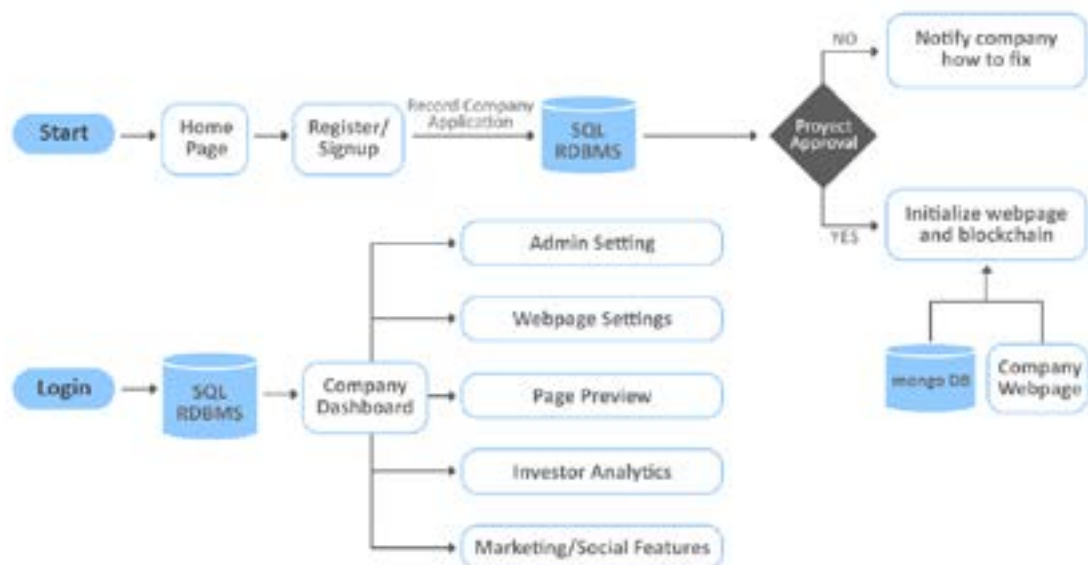 NO
Notify company
how to fix
Record Company
Application
Start
Home
Page
Register/
Signup
SQL
RDBMS
Proyect
Approval
YES
Initialize webpage
and blockchain
Admin Setting
Webpage Settings
Login
SQL
RDBMS
Company
Dashboard
Page Preview
mongo DB
Company
Webpage
Investor Analytics
Marketing/Social Features